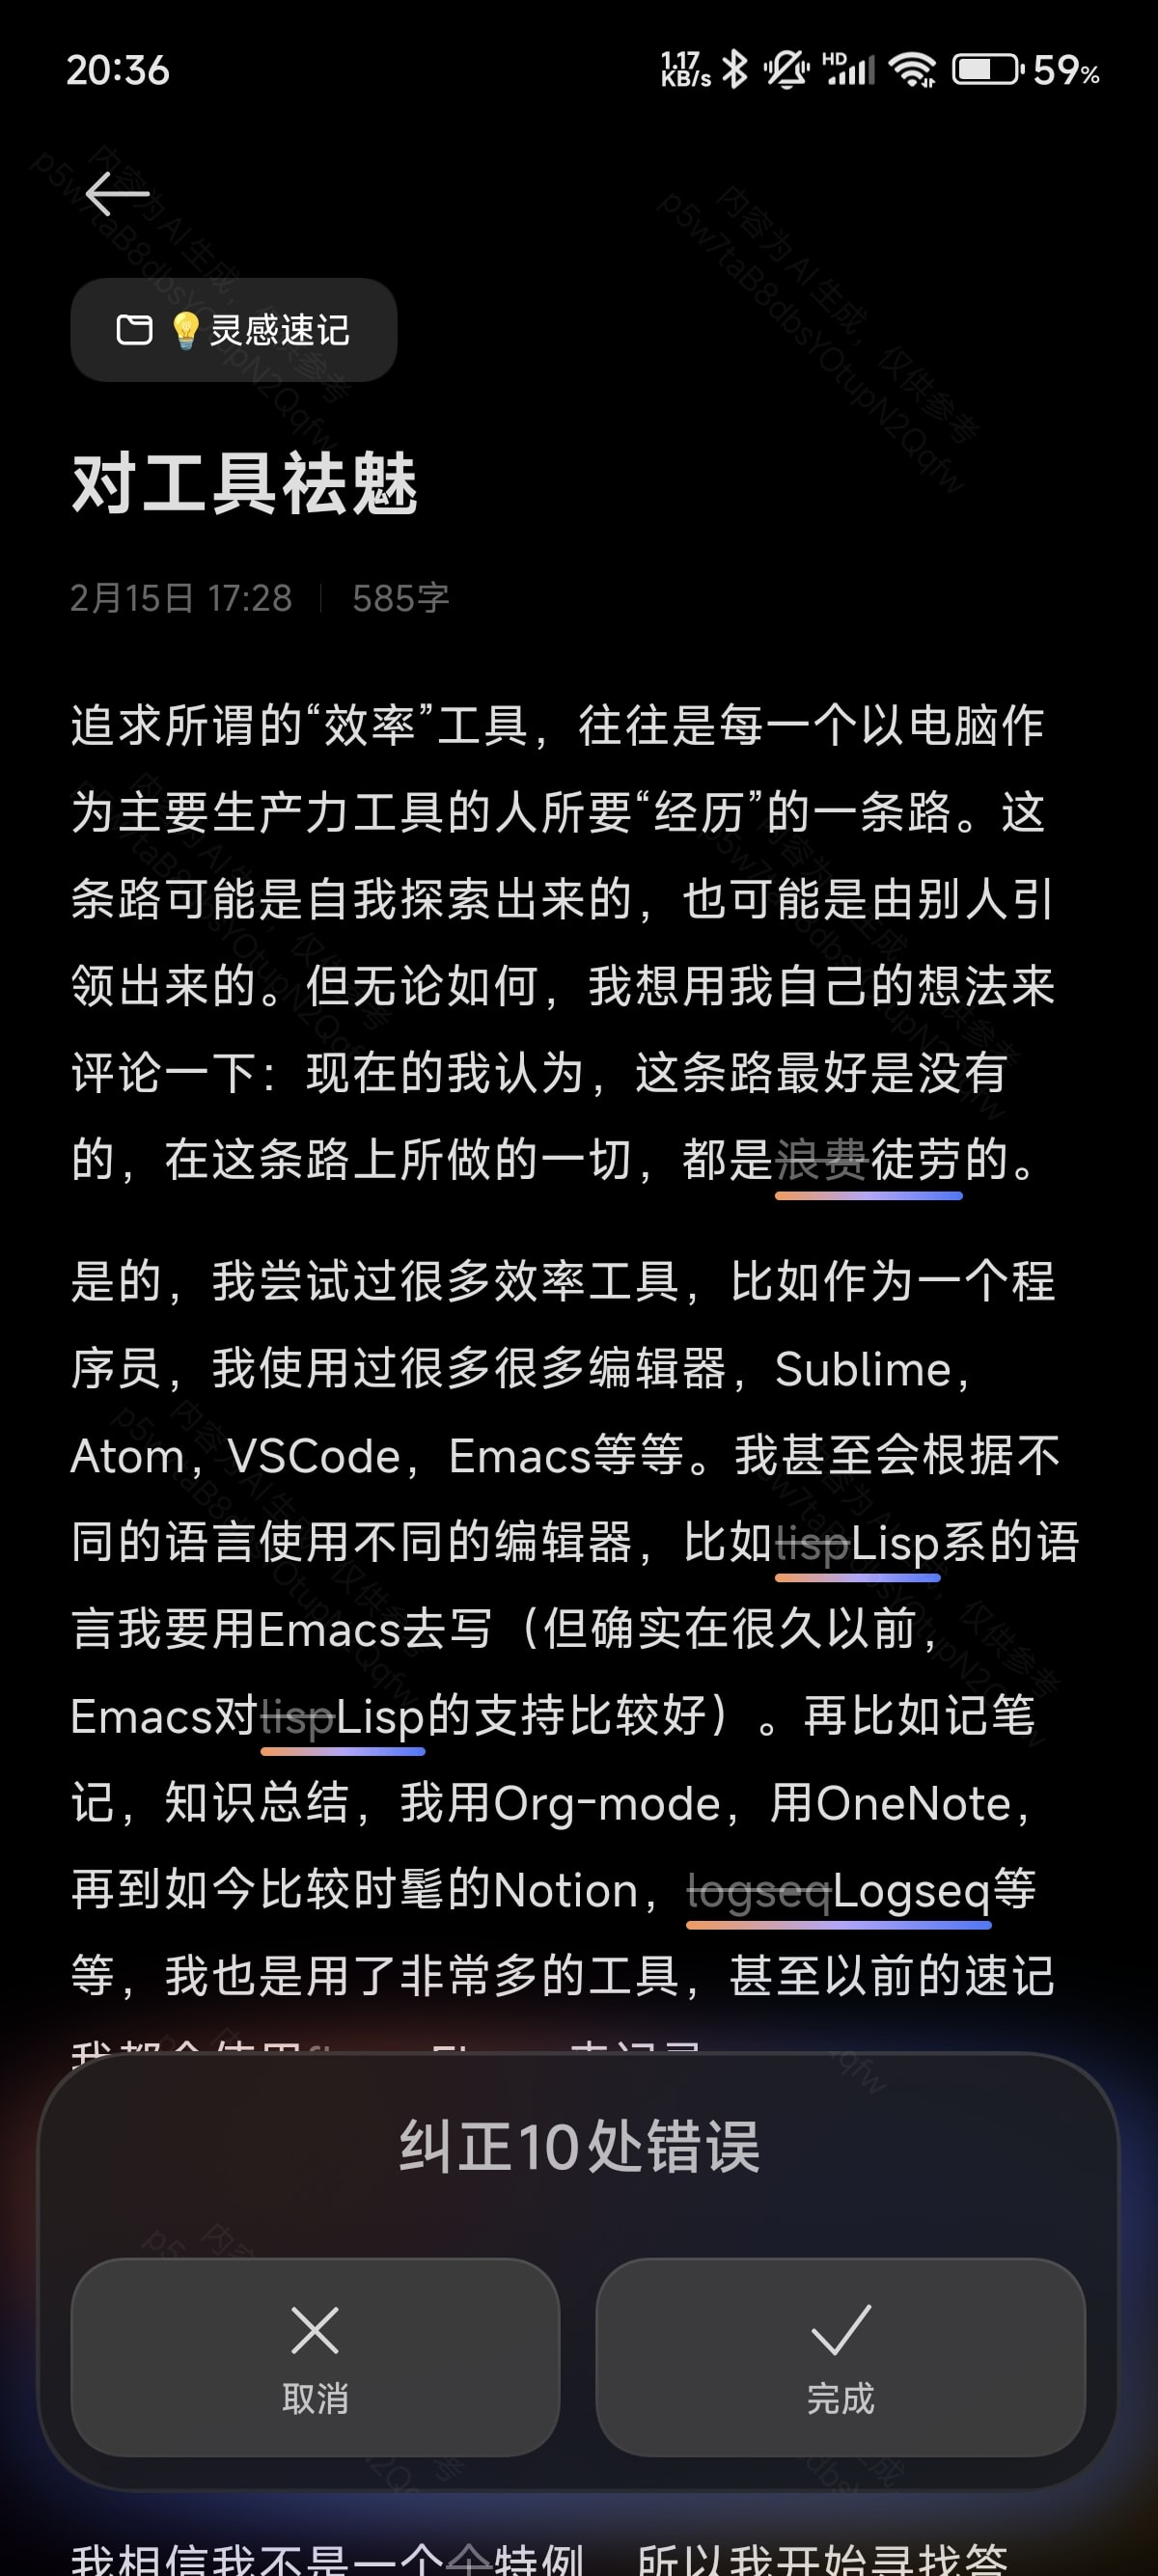 20:36
1.17 KB/s HD 59%
💡灵感速记
对工具祛魅
2月15日 17:28 | 585字
追求所谓的“效率”工具，往往是每一个以电脑作
为主要生产力工具的人所要“经历”的一条路。这
条路可能是自我探索出来的，也可能是由别人引
领出来的。但无论如何，我想用我自己的想法来
评论一下：现在的我认为，这条路最好是没有
的，在这条路上所做的一切，都是浪费徒劳的。
是的，我尝试过很多效率工具，比如作为一个程
序员，我使用过很多很多编辑器，Sublime，
Atom，VSCode，Emacs等等。我甚至会根据不
同的语言使用不同的编辑器，比如lispLisp系的语
言我要用Emacs去写（但确实在很久以前，
Emacs对lispLisp的支持比较好）。再比如记笔
记，知识总结，我用Org-mode，用OneNote，
再到如今比较时髦的Notion，logseqLogseq等
等，我也是用了非常多的工具，甚至以前的速记
纠正10处错误
取消
完成
我相信我不是一个个特例，所以我开始寻找答
内容为AI生成，仅供参考
p5w7taB8dbsYOtupN2Qqfw